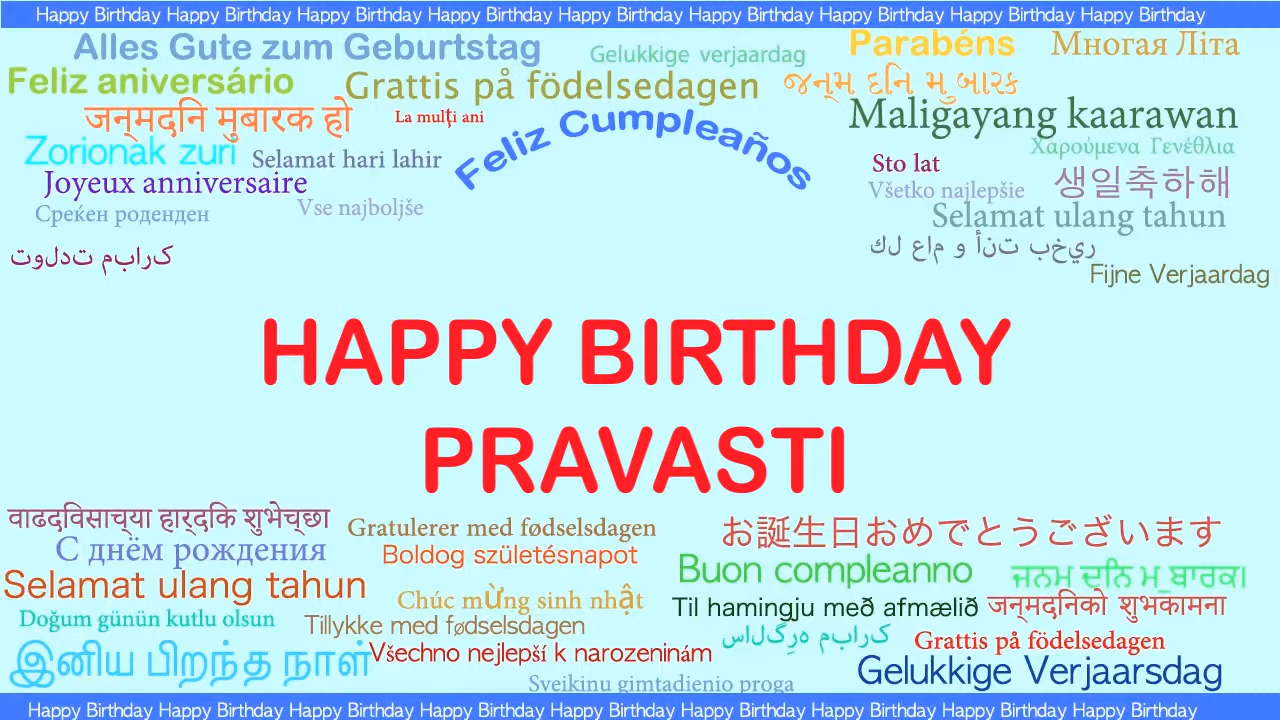 Happy Birthday Happy Birthday Happy Birthday Happy Birthday Happy Birthday Happy Birthday Happy Birthday Happy Birthday Happy Birthday
Alles Gute zum Geburtstag
Gelukkige verjaardag
Parabéns
Многая Літа
Feliz aniversário
Grattis på födelsedagen
જન્મ દનિ મુ બારક
जन्मदनि मुबारक हो
La mulţi ani
Feliz Cumpleaños
Maligayang kaarawan
Zorionak zuri
Selamat hari lahir
Χαρούμενα Γενέθλια
Sto lat
Joyeux anniversaire
Všetko najlepšie
생일축하해
Среќен роденден
Vse najboljše
Selamat ulang tahun
تولدت مبارک
كل عام و أنت بخير
Fijne Verjaardag
HAPPY BIRTHDAY
PRAVASTI
वाढदविसाच्या हार्दकि शुभेच्छा
Gratulerer med fødselsdagen
お誕生日おめでとうございます
С днём рождения
Boldog születésnapot
Buon compleanno
ਜਨਮ ਦਨਿ ਮੁਬਾਰਕ।
Selamat ulang tahun
Chúc mừng sinh nhật
Til hamingju með afmælið
जन्मदनिको शुभकामना
Doğum günün kutlu olsun
Tillykke med fødselsdagen
سالگرہ مبارک
Grattis på födelsedagen
இனிய பிறந்த நாள்
Všechno nejlepší k narozeninám
Gelukkige Verjaarsdag
Sveikinu gimtadienio proga
Happy Birthday Happy Birthday Happy Birthday Happy Birthday Happy Birthday Happy Birthday Happy Birthday Happy Birthday Happy Birthday